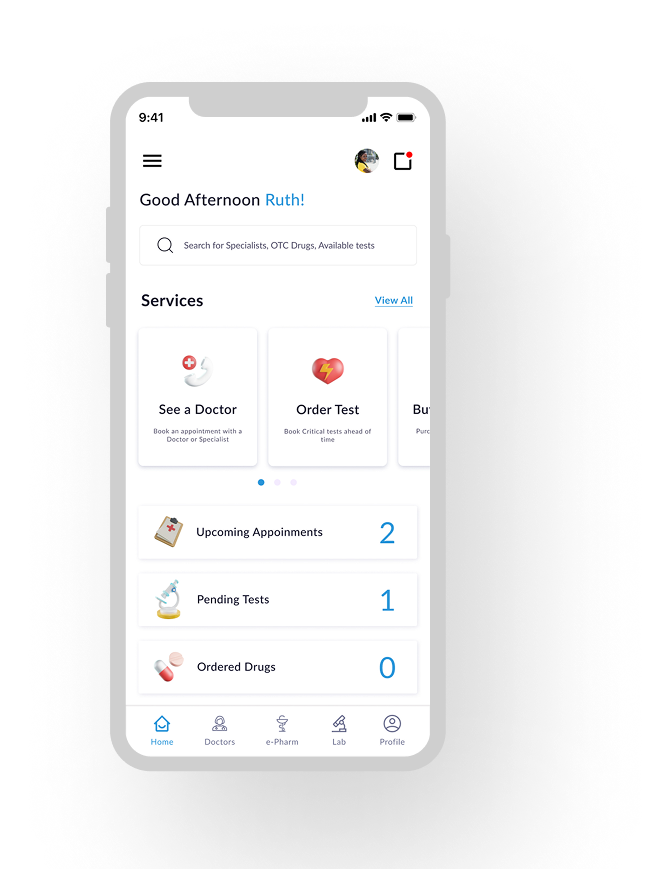 9:41
Good Afternoon Ruth!
Search for Specialists, OTC Drugs, Available tests
Services View All
See a Doctor
Book an appointment with a
Doctor or Specialist
Order Test
Book Critical tests ahead of
time
Bu
Purc
Upcoming Appoinments 2
Pending Tests 1
Ordered Drugs 0
Home Doctors e-Pharm Lab Profile